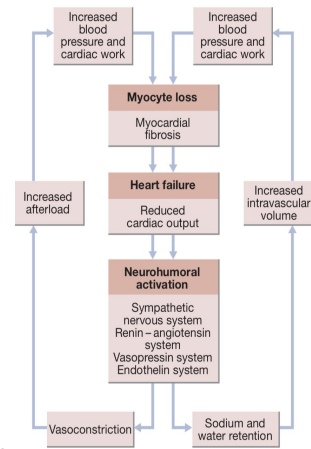 Increased
blood
pressure and
cardiac work
Increased
blood
pressure and
cardiac work
Myocyte loss
Myocardial
fibrosis
Heart failure
Reduced
cardiac output
Increased
afterload
Increased
intravascular
volume
Neurohumoral
activation
Sympathetic
nervous system
Renin – angiotensin
system
Vasopressin system
Endothelin system
Vasoconstriction
Sodium and
water retention